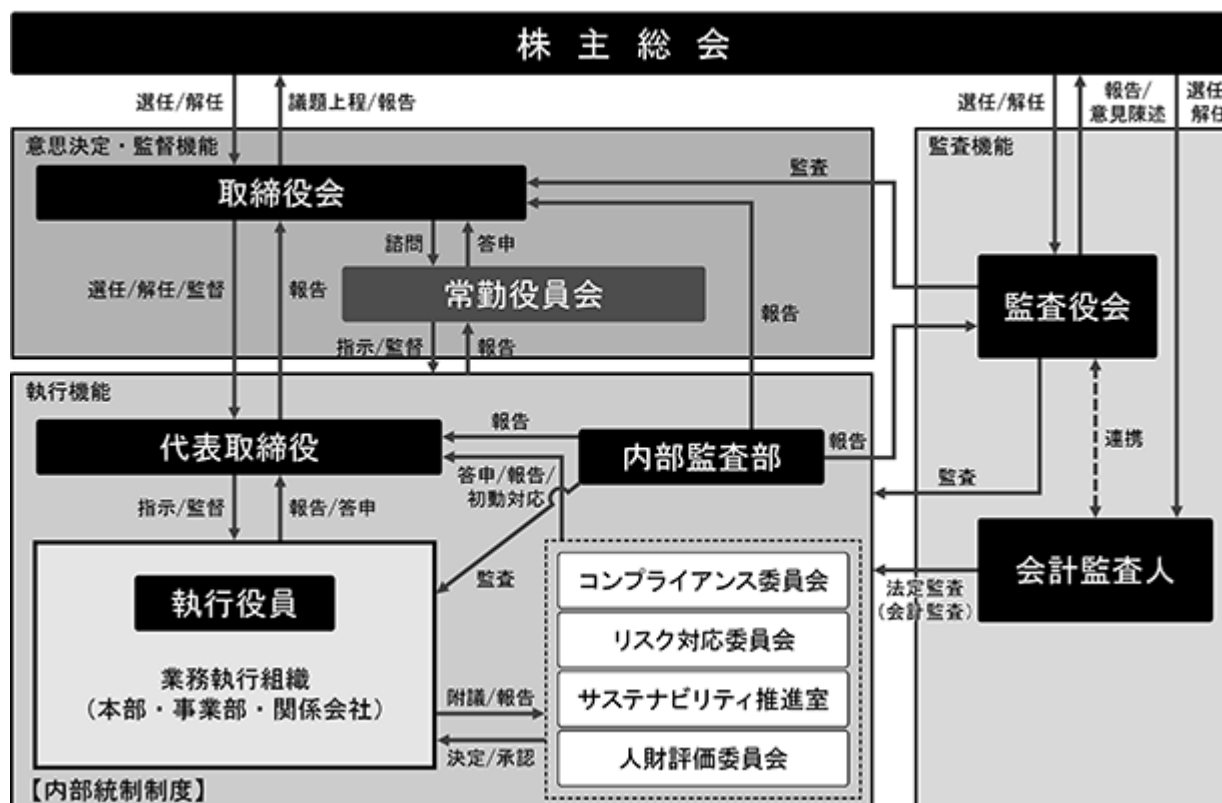 株主総会
選任/解任
議題上程/報告
選任/解任
報告/
意見陳述
選任
解任
意思決定・監督機能
監査機能
取締役会
監査
諮問
答申
常勤役員会
選任/解任/監督
報告
報告
監査役会
指示/監督
報告
執行機能
代表取締役
報告
内部監査部
報告
連携
答申/報告/
初動対応
監査
指示/監督
報告/答申
執行役員
監査
コンプライアンス委員会
会計監査人
法定監査
(会計監査)
リスク対応委員会
業務執行組織
(本部・事業部・関係会社)
附議/報告
サステナビリティ推進室
決定/承認
人財評価委員会
【内部統制制度】